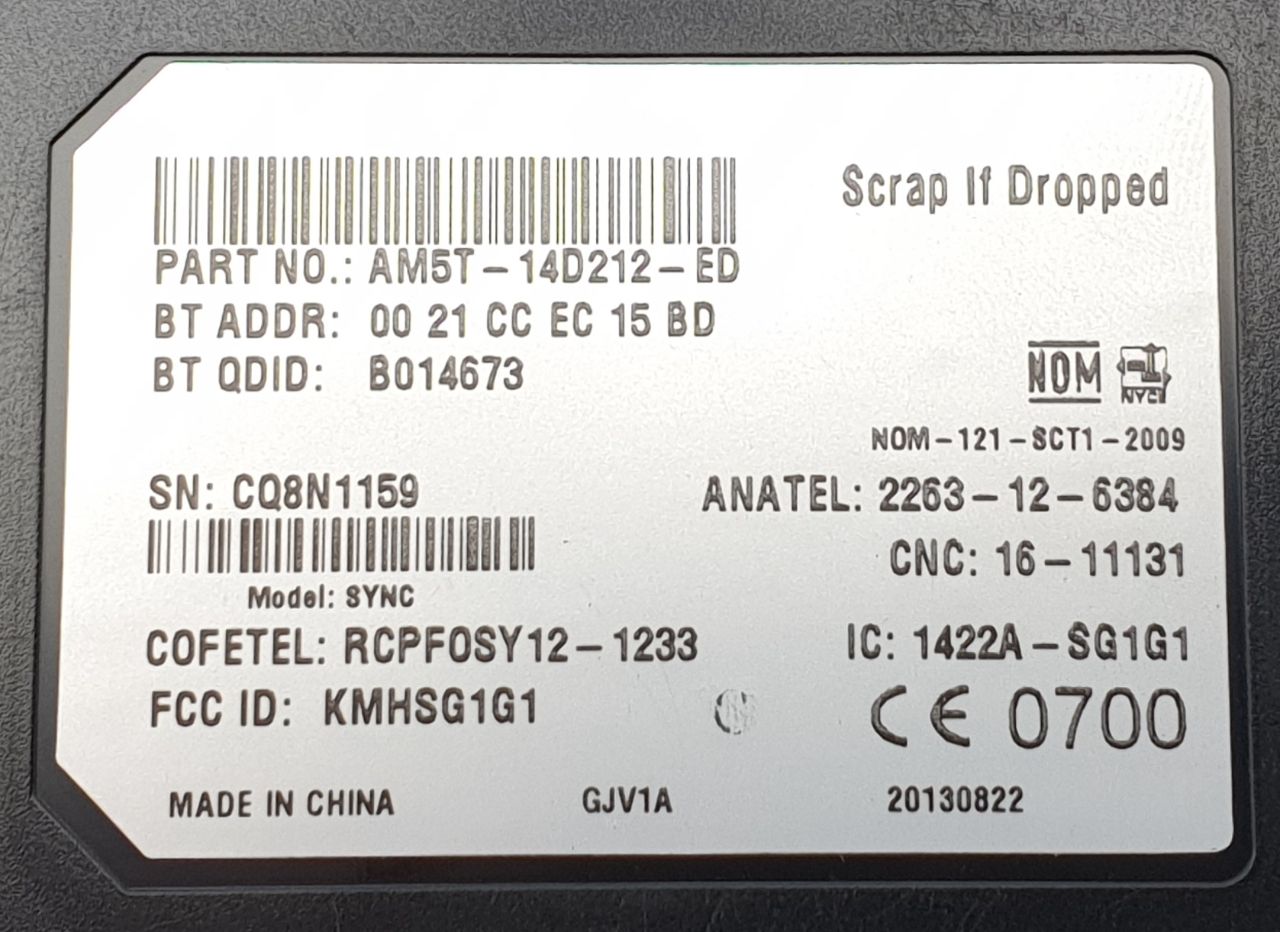 Scrap If Dropped
PART NO.: AM5T-14D212-ED
BT ADDR: 00 21 CC EC 15 BD
BT QDID: B014673
NOM
NYCE
NOM-121-SCT1-2009
SN: CQ8N1159
ANATEL: 2263-12-6384
CNC: 16-11131
Model: SYNC
COFETEL: RCPFOSY12-1233
IC: 1422A-SG1G1
FCC ID: KMHSG1G1
CE 0700
MADE IN CHINA
GJV1A
20130822